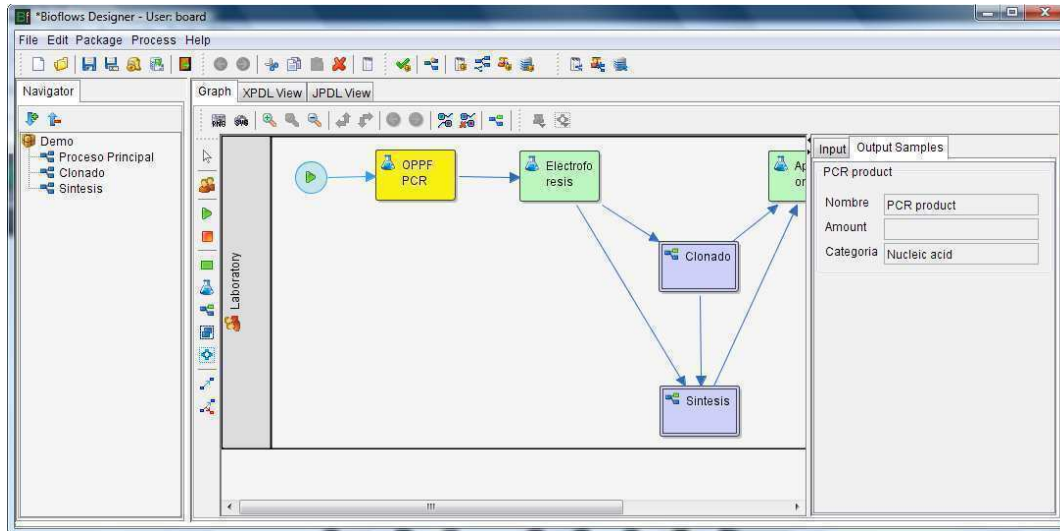 *Bioflows Designer - User: board
File Edit Package Process Help
Navigator
Graph XPDL View JPDL View
Demo
Proceso Principal
Clonado
Sintesis
Laboratory
OPPF
PCR
Electrofo
resis
Ap
or
Clonado
Sintesis
Input Output Samples
PCR product
Nombre PCR product
Amount
Categoria Nucleic acid